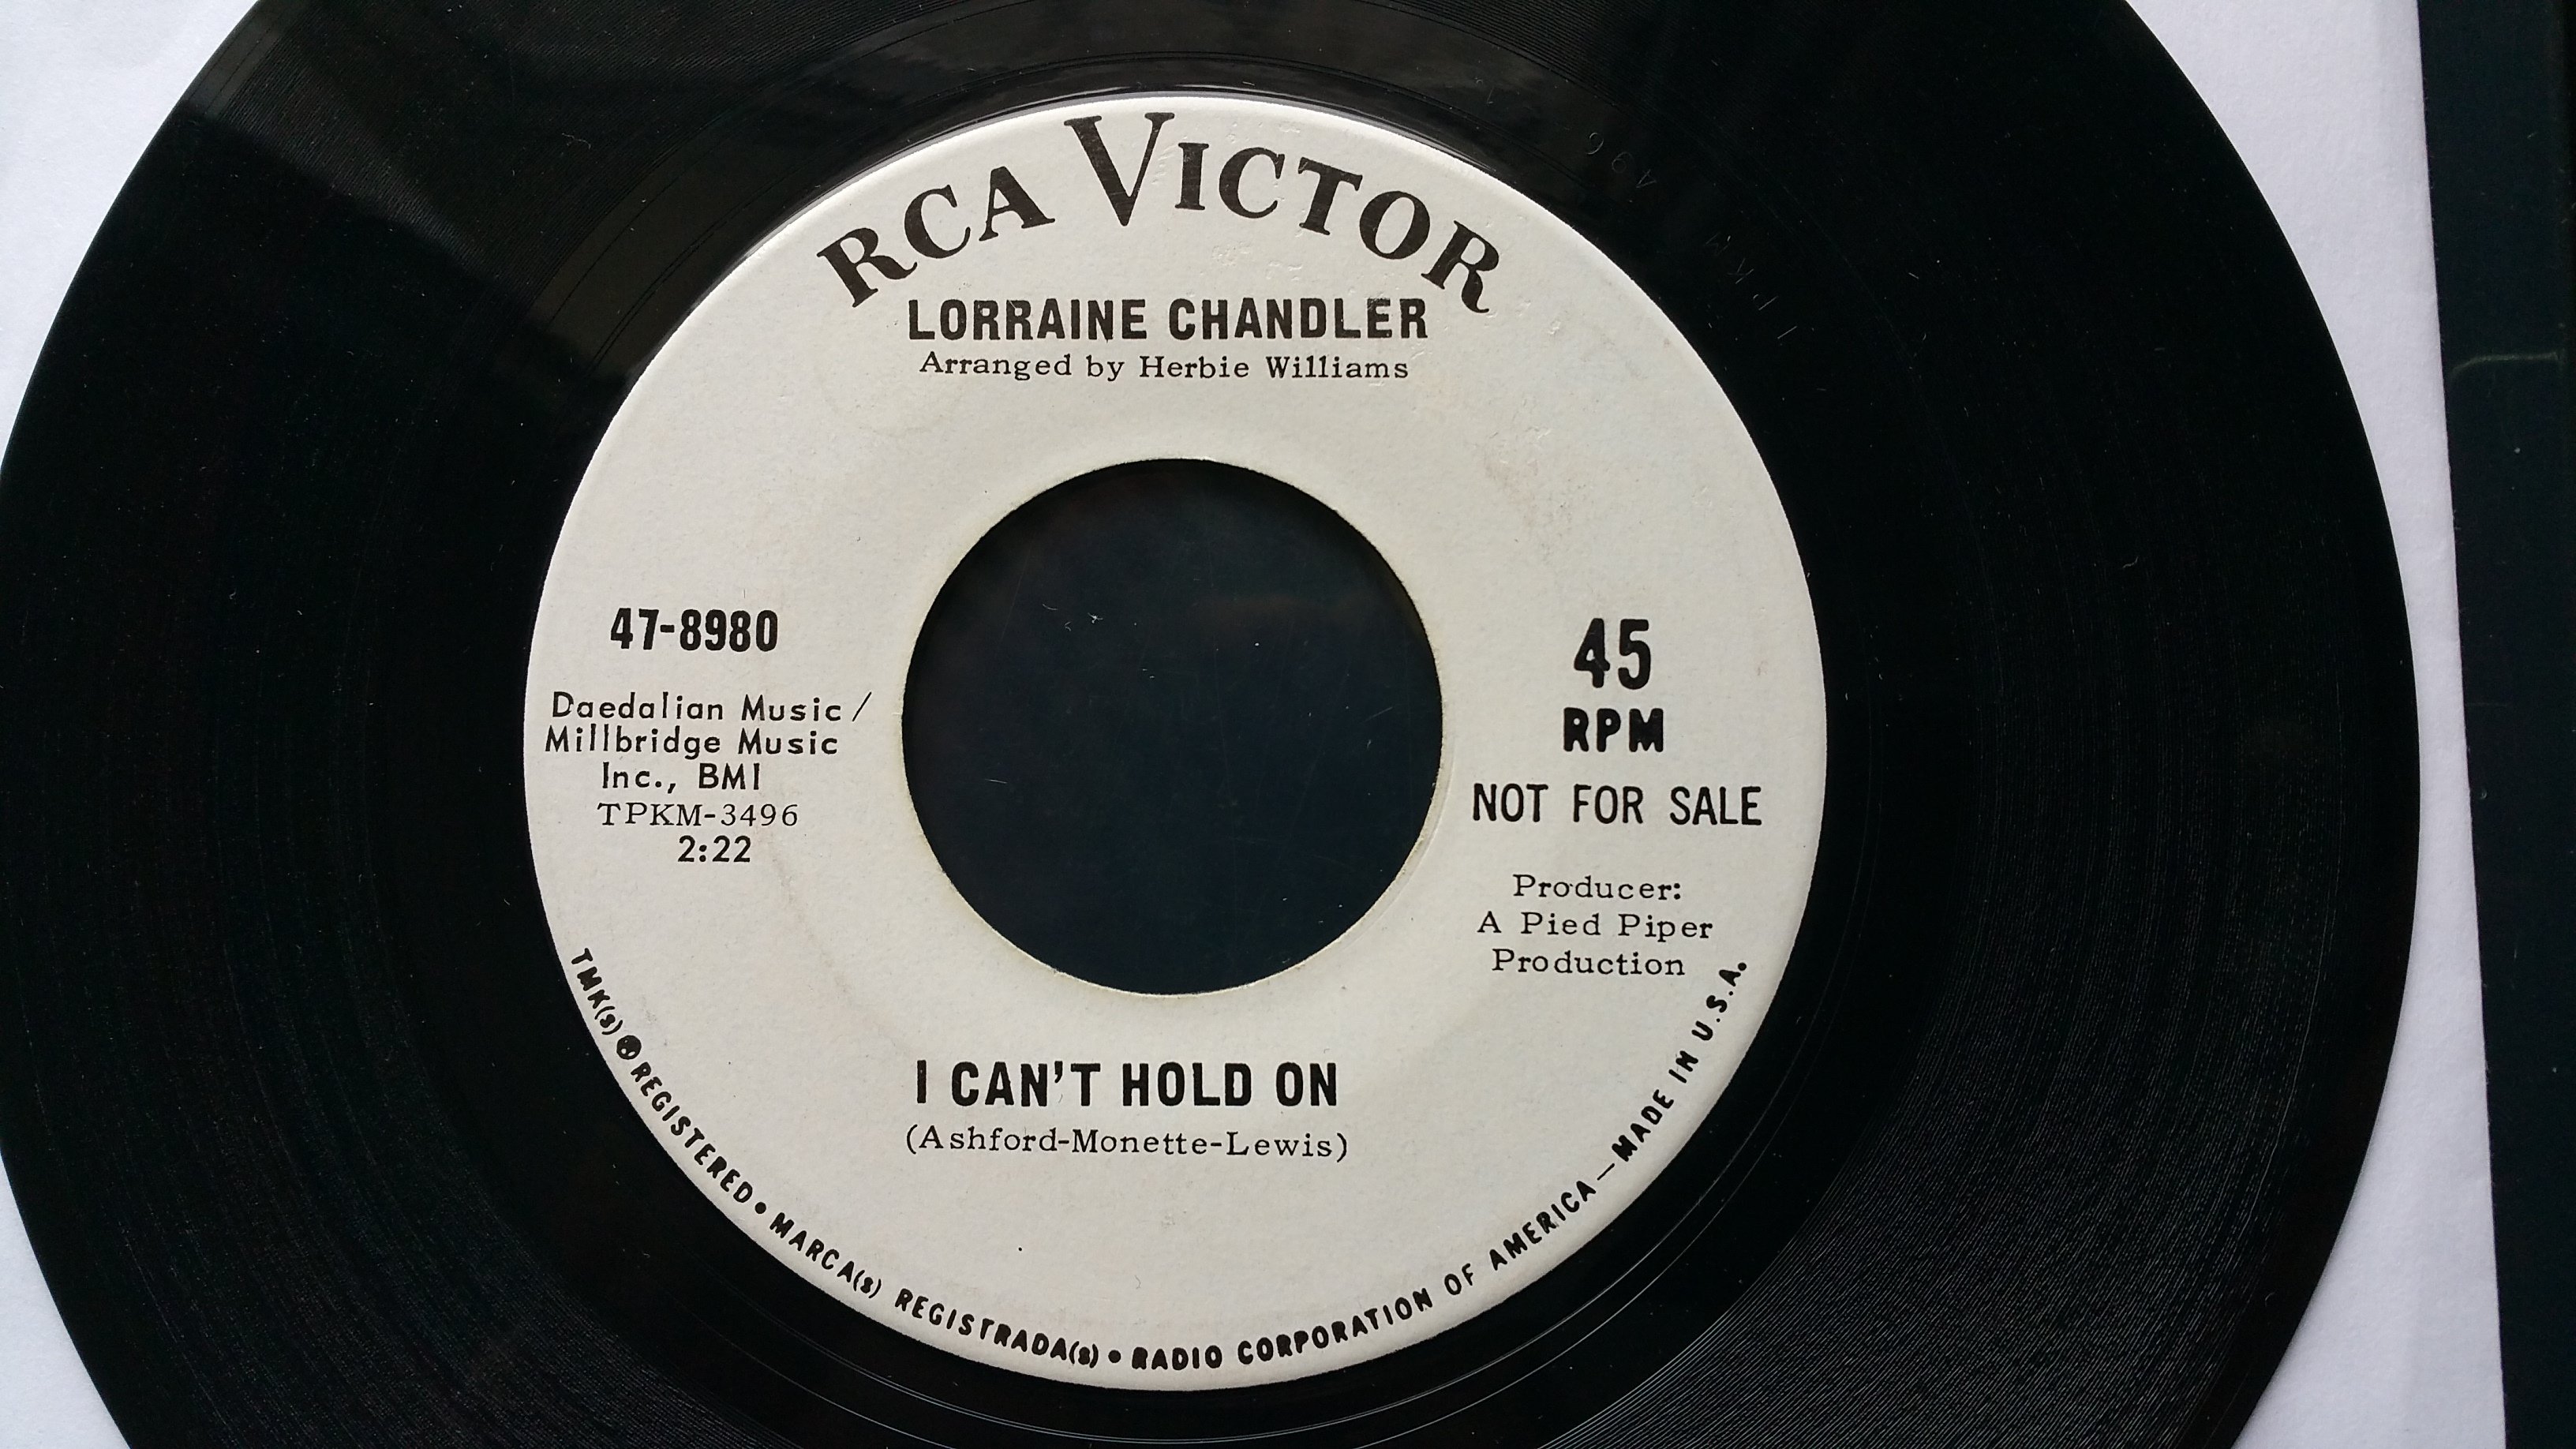 RCA VICTOR
LORRAINE CHANDLER
Arranged by Herbie Williams
47-8980
Daedalian Music /
Millbridge Music
Inc., BMI
TPKM-3496
2:22
45
RPM
NOT FOR SALE
Producer:
A Pied Piper
Production
I CAN'T HOLD ON
(Ashford-Monette-Lewis)
TMK(s) ® REGISTERED • MARCA(s) REGISTRADA(s) • RADIO CORPORATION OF AMERICA — MADE IN U.S.A.